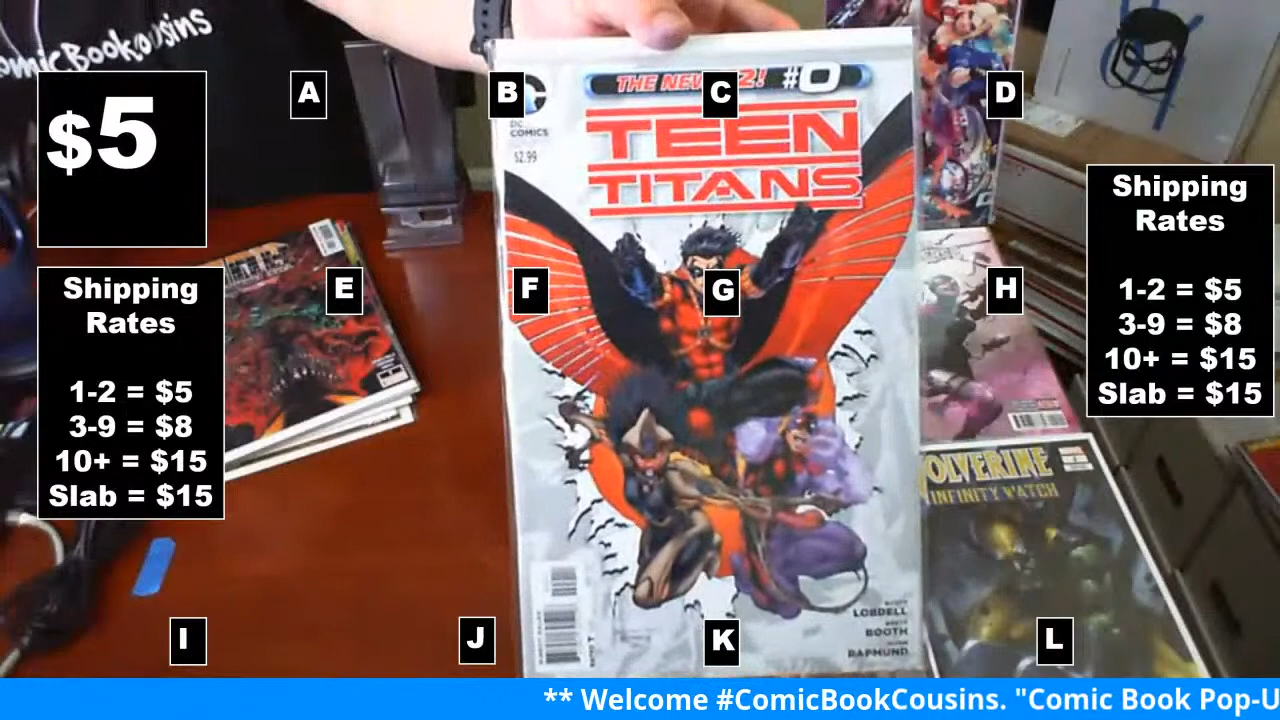 ComicBookCousins
$5
Shipping
Rates
1-2 = $5
3-9 = $8
10+ = $15
Slab = $15
A
B
C
D
E
F
G
H
I
J
K
L
THE NEW 52! #0
DC
COMICS
$2.99
TEEN
TITANS
LOBDELL
BOOTH
RAPMUND
WOLVERINE
INFINITY WATCH
Shipping
Rates
1-2 = $5
3-9 = $8
10+ = $15
Slab = $15
** Welcome #ComicBookCousins. "Comic Book Pop-U